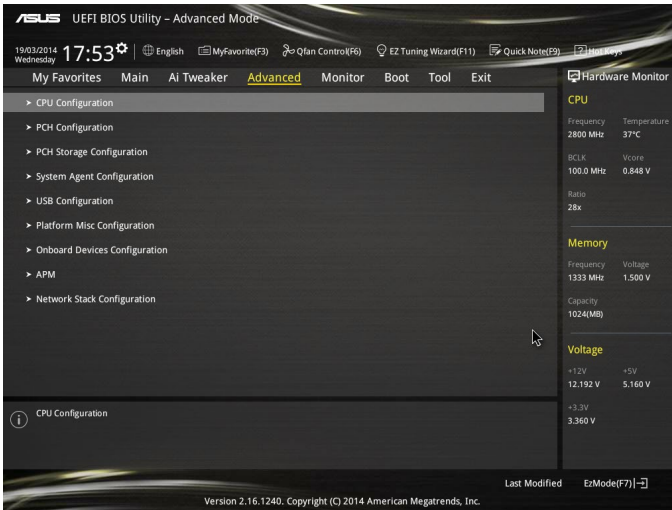 ASUS UEFI BIOS Utility – Advanced Mode
19/03/2014 Wednesday 17:53 English MyFavorite(F3) Qfan Control(F6) EZ Tuning Wizard(F11) Quick Note(F9) ? Hot Keys
My Favorites Main Ai Tweaker Advanced Monitor Boot Tool Exit
Hardware Monitor
> CPU Configuration
> PCH Configuration
> PCH Storage Configuration
> System Agent Configuration
> USB Configuration
> Platform Misc Configuration
> Onboard Devices Configuration
> APM
> Network Stack Configuration
CPU
Frequency Temperature
2800 MHz 37°C
BCLK Vcore
100.0 MHz 0.848 V
Ratio
28x
Memory
Frequency Voltage
1333 MHz 1.500 V
Capacity
1024(MB)
Voltage
+12V +5V
12.192 V 5.160 V
+3.3V
3.360 V
i CPU Configuration
Last Modified EzMode(F7)
Version 2.16.1240. Copyright (C) 2014 American Megatrends, Inc.